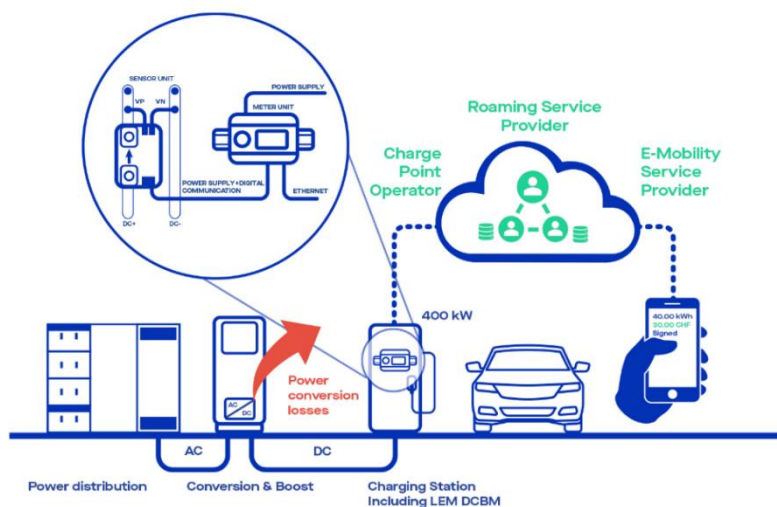 SENSOR UNIT
VP VN
POWER SUPPLY
METER UNIT
POWER SUPPLY+DIGITAL
COMMUNICATION
ETHERNET
DC+ DC-
Roaming Service
Provider
Charge
Point
Operator
E-Mobility
Service
Provider
400 kW
40.00 kWh
30.00 CHF
Signed
Power
conversion
losses
AC
DC
AC
DC
Power distribution
Conversion & Boost
Charging Station
Including LEM DCBM